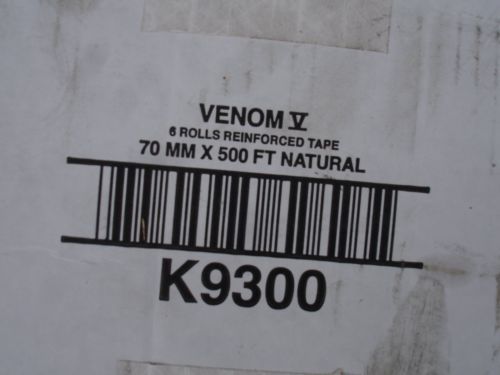 VENOM V
6 ROLLS REINFORCED TAPE
70 MM X 500 FT NATURAL
K9300